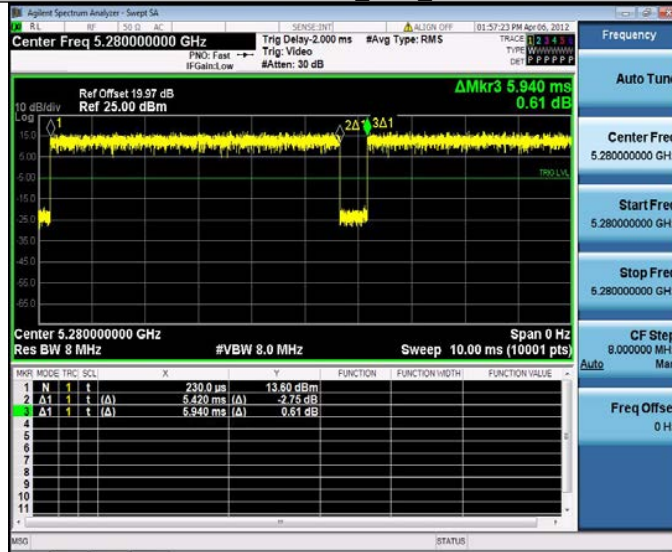 Agilent Spectrum Analyzer - Swept SA
RL RF 50 Ω AC SENSE:INT ALIGN OFF 01:57:23 PM Apr 06, 2012
Center Freq 5.280000000 GHz
PNO: Fast
IFGain:Low
Trig Delay-2.000 ms
Trig: Video
#Atten: 30 dB
#Avg Type: RMS
TRACE 1 2 3 4 5 6
TYPE WWWWWW
DET P P P P P P
Frequency
Auto Tune
Ref Offset 19.97 dB
10 dB/div Ref 25.00 dBm
ΔMkr3 5.940 ms
0.61 dB
Log
1
2Δ1
3Δ1
15.0
5.00
-5.00
TRIG LVL
-15.0
-25.0
-35.0
-45.0
-55.0
-65.0
Center Freq
5.280000000 GHz
Start Freq
5.280000000 GHz
Stop Freq
5.280000000 GHz
CF Step
8.000000 MHz
Auto Man
Freq Offset
0 Hz
Center 5.280000000 GHz Span 0 Hz
Res BW 8 MHz #VBW 8.0 MHz Sweep 10.00 ms (10001 pts)
MKR MODE TRC SCL X Y FUNCTION FUNCTION WIDTH FUNCTION VALUE
1 N 1 t 230.0 µs 13.60 dBm
2 Δ1 1 t (Δ) 5.420 ms (Δ) -2.75 dB
3 Δ1 1 t (Δ) 5.940 ms (Δ) 0.61 dB
4
5
6
7
8
9
10
11
MSG STATUS